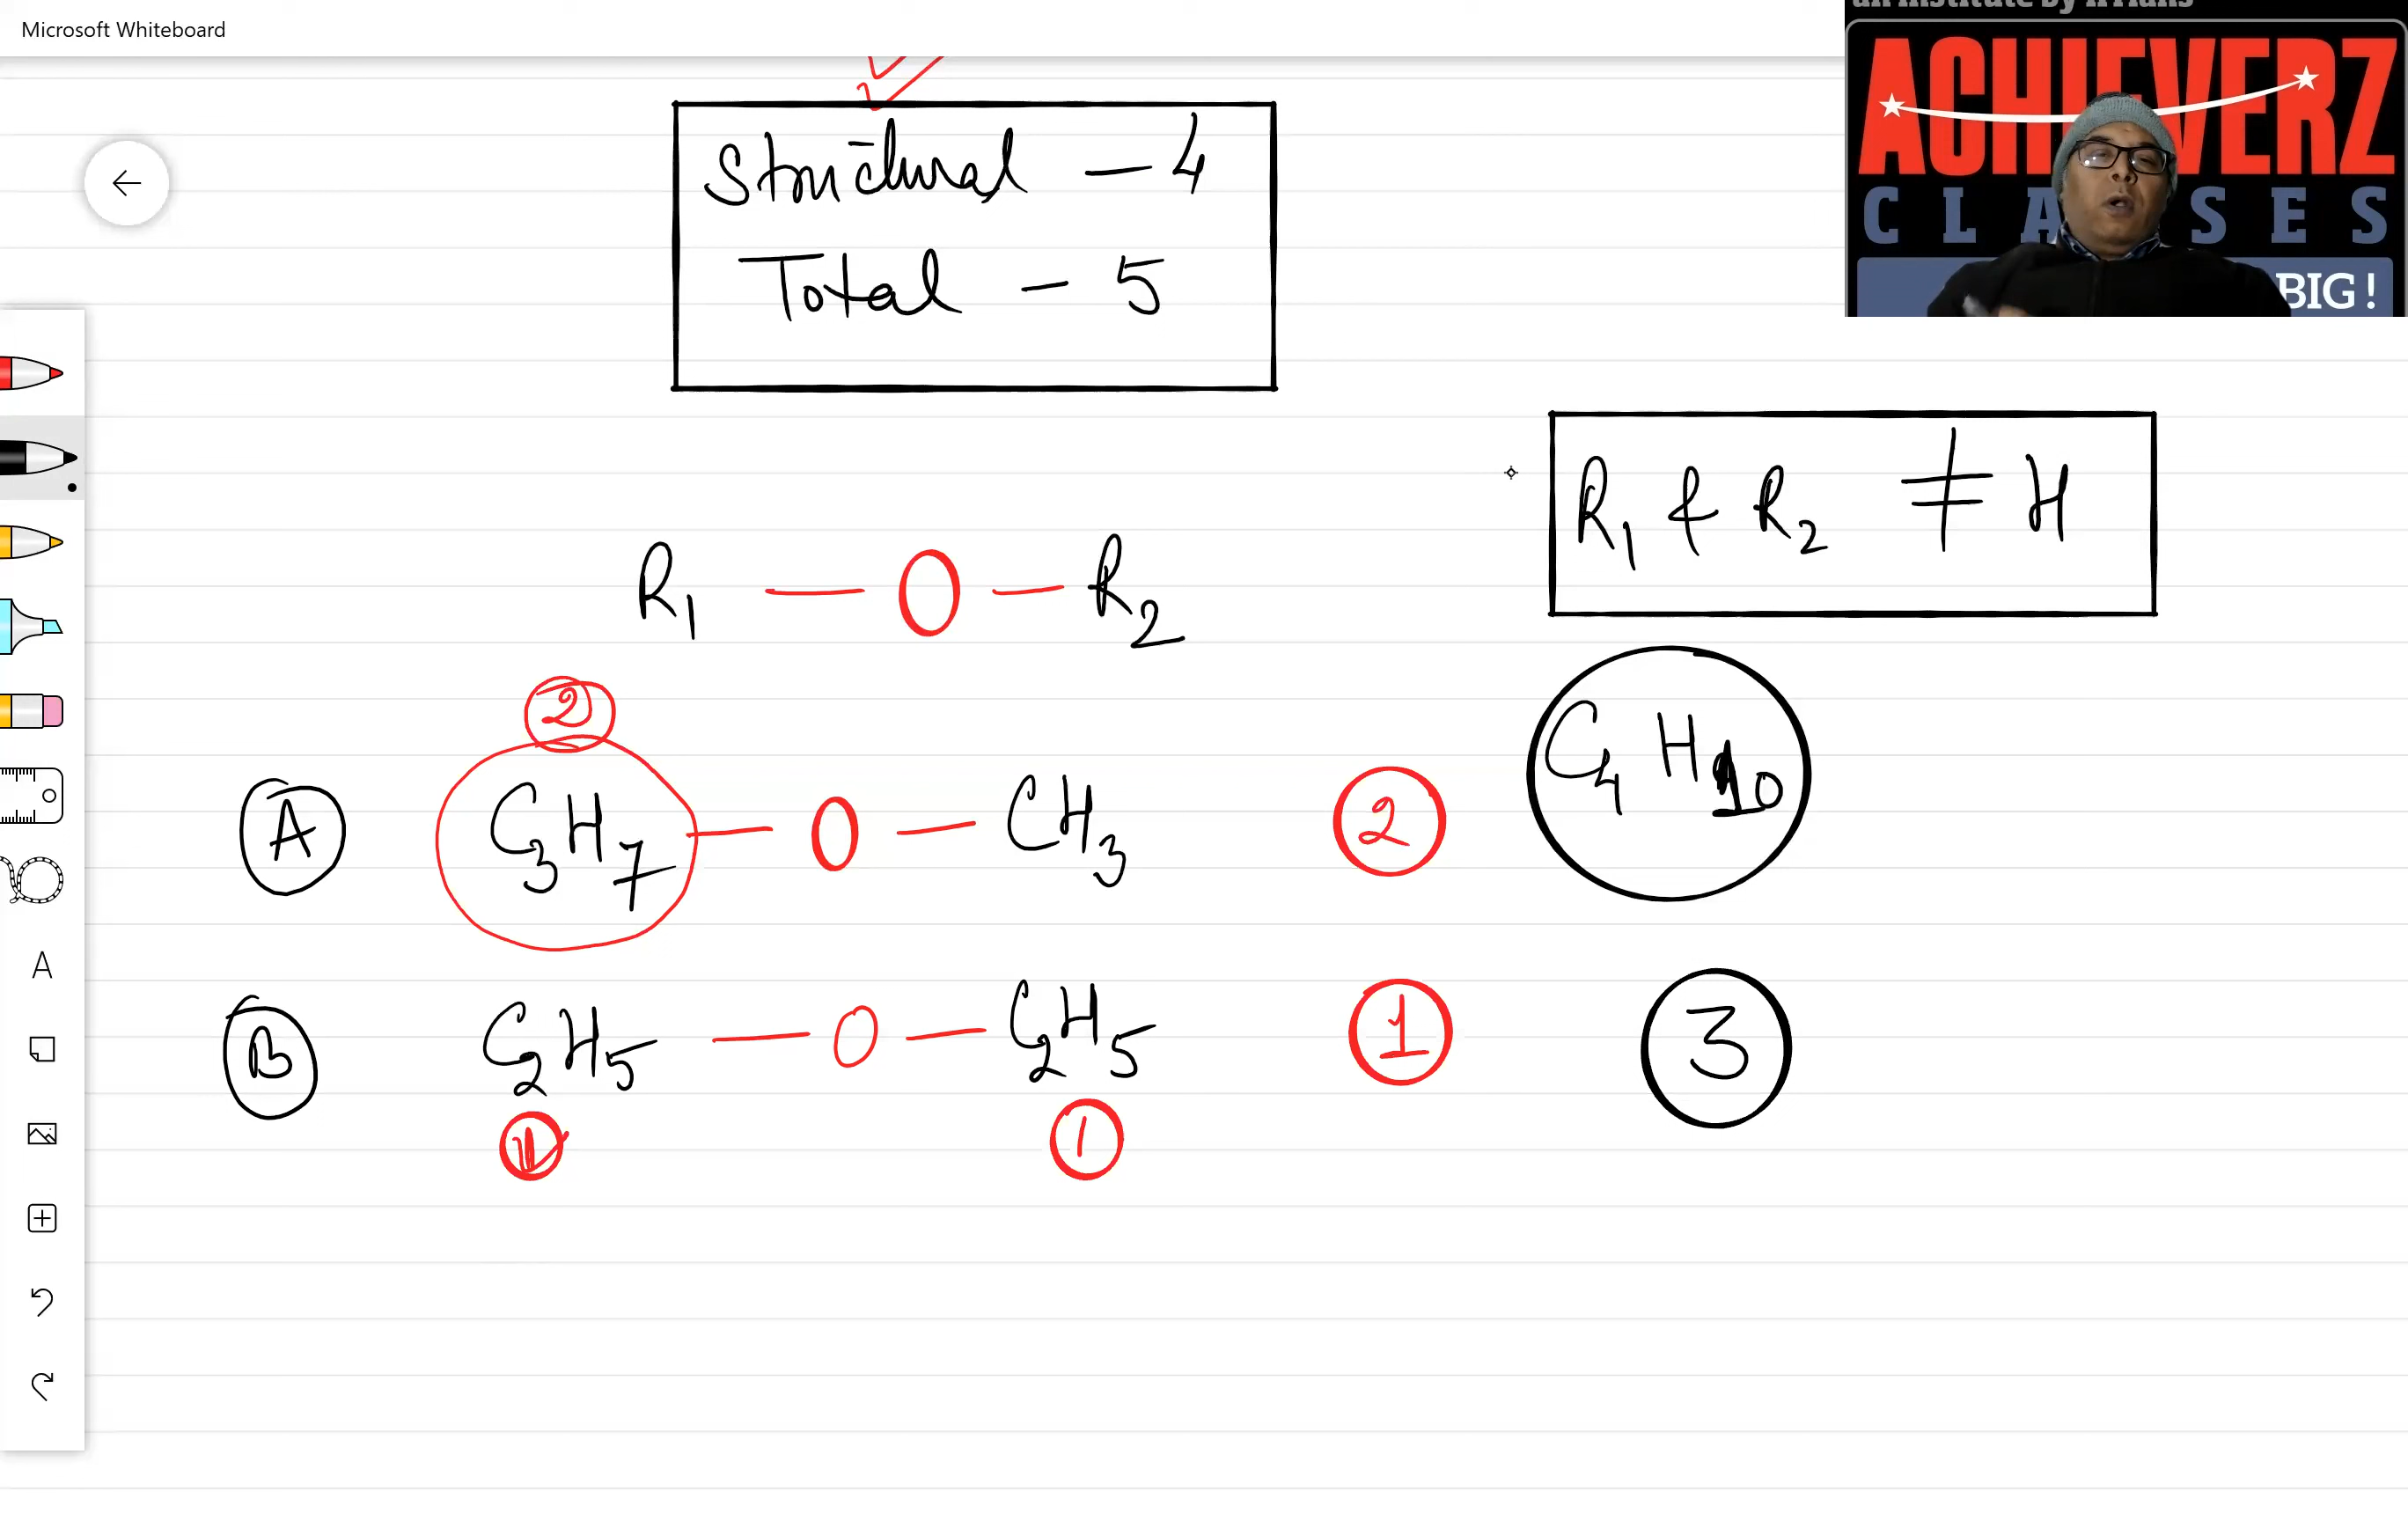 Microsoft Whiteboard
ACHIEVERZ
CLASSES
BIG!
Structural – 4
Total – 5
R₁ & R₂ ≠ H
R₁ — O — R₂
2
A C₃H₇ — O — CH₃ 2 C₄H₁₀
B C₂H₅ — O — C₂H₅ 1 3
1 1
A